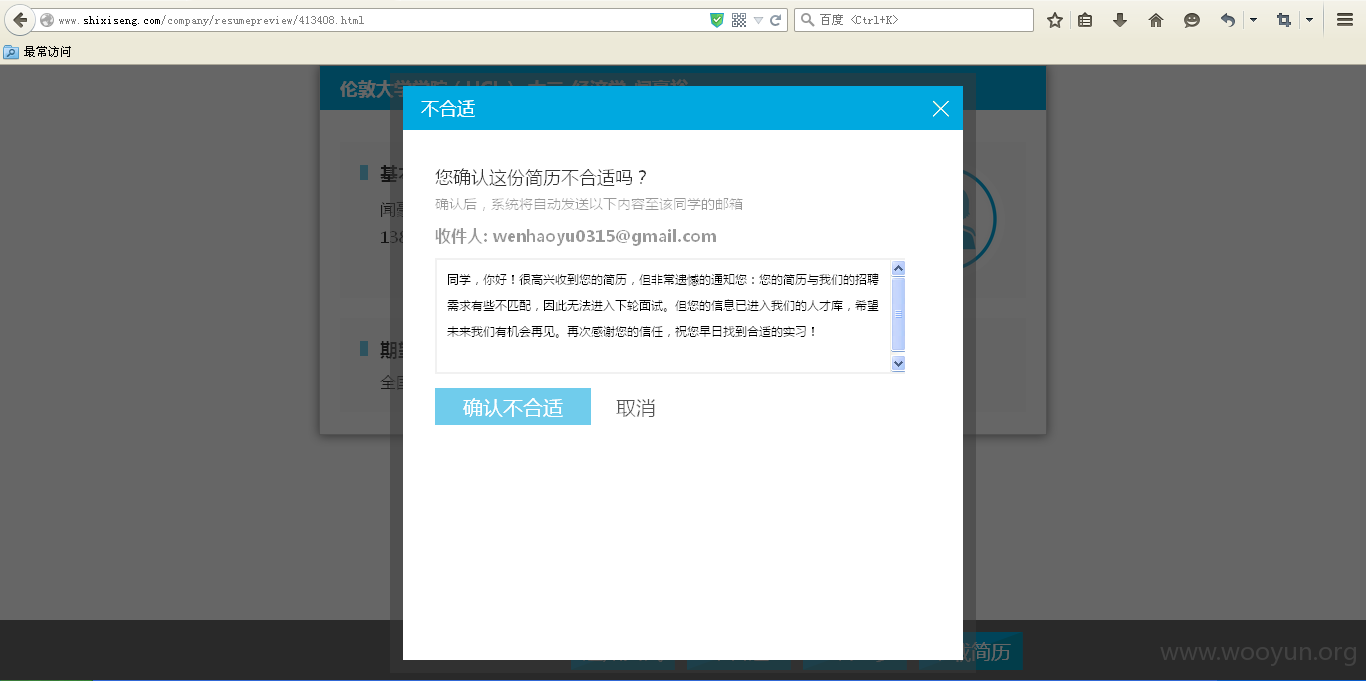 www.shixiseng.com/company/resumepreview/413408.html
百度 <Ctrl+K>
最常访问
伦敦大学学院
不合适
您确认这份简历不合适吗？
确认后，系统将自动发送以下内容至该同学的邮箱
收件人: wenhaoyu0315@gmail.com
同学，你好！很高兴收到您的简历，但非常遗憾的通知您：您的简历与我们的招聘
需求有些不匹配，因此无法进入下轮面试。但您的信息已进入我们的人才库，希望
未来我们有机会再见。再次感谢您的信任，祝您早日找到合适的实习！
确认不合适
取消
基
138
期
全
简历
www.wooyun.org